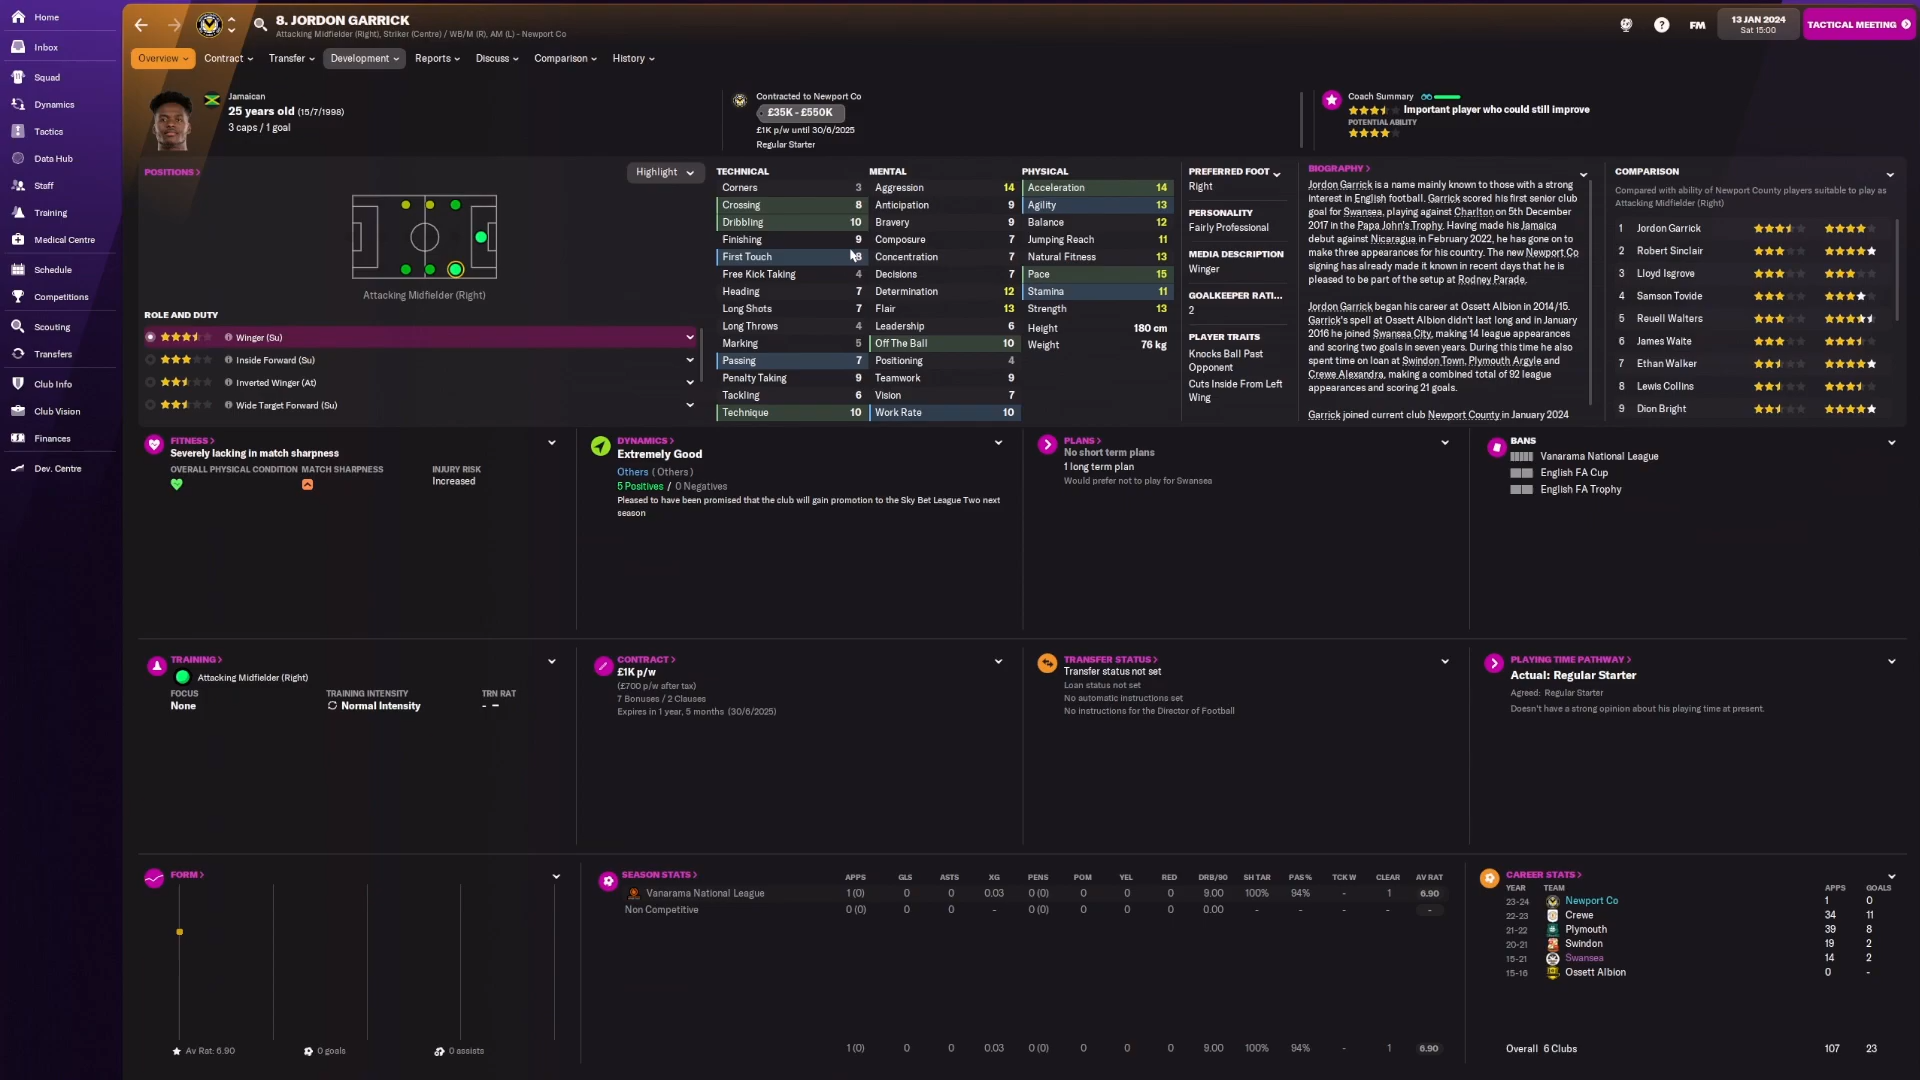 Home
Inbox
Squad
Dynamics
Tactics
Data Hub
Staff
Training
Medical Centre
Schedule
Competitions
Scouting
Transfers
Club Info
Club Vision
Finances
Dev. Centre
8. JORDON GARRICK
Attacking Midfielder (Right), Striker (Centre) / WB/M (R), AM (L) - Newport Co
FM
13 JAN 2024
Sat 15:00
TACTICAL MEETING
Overview Contract Transfer Development Reports Discuss Comparison History
Jamaican
25 years old (15/7/1998)
3 caps / 1 goal
Contracted to Newport Co
£35K - £550K
£1K p/w until 30/6/2025
Regular Starter
Coach Summary
Important player who could still improve
POTENTIAL ABILITY
POSITIONS
Highlight
Attacking Midfielder (Right)
ROLE AND DUTY
Winger (Su)
Inside Forward (Su)
Inverted Winger (At)
Wide Target Forward (Su)
TECHNICAL
Corners 3
Crossing 8
Dribbling 10
Finishing 9
First Touch 8
Free Kick Taking 4
Heading 7
Long Shots 7
Long Throws 4
Marking 5
Passing 7
Penalty Taking 9
Tackling 6
Technique 10
MENTAL
Aggression 14
Anticipation 9
Bravery 9
Composure 7
Concentration 7
Decisions 7
Determination 12
Flair 13
Leadership 6
Off The Ball 10
Positioning 4
Teamwork 9
Vision 7
Work Rate 10
PHYSICAL
Acceleration 14
Agility 13
Balance 12
Jumping Reach 11
Natural Fitness 13
Pace 15
Stamina 11
Strength 13
Height 180 cm
Weight 76 kg
PREFERRED FOOT
Right
PERSONALITY
Fairly Professional
MEDIA DESCRIPTION
Winger
GOALKEEPER RATI...
2
PLAYER TRAITS
Knocks Ball Past
Opponent
Cuts Inside From Left
Wing
BIOGRAPHY
Jordon Garrick is a name mainly known to those with a strong
interest in English football. Garrick scored his first senior club
goal for Swansea, playing against Charlton on 5th December
2017 in the Papa John's Trophy. Having made his Jamaica
debut against Nicaragua in February 2022, he has gone on to
make three appearances for his country. The new Newport Co
signing has already made it known in recent days that he is
pleased to be part of the setup at Rodney Parade.
Jordon Garrick began his career at Ossett Albion in 2014/15.
Garrick's spell at Ossett Albion didn't last long and in January
2016 he joined Swansea City, making 14 league appearances
and scoring two goals in seven years. During this time he also
spent time on loan at Swindon Town, Plymouth Argyle and
Crewe Alexandra, making a combined total of 92 league
appearances and scoring 21 goals.
Garrick joined current club Newport County in January 2024
COMPARISON
Compared with ability of Newport County players suitable to play as
Attacking Midfielder (Right)
1 Jordon Garrick
2 Robert Sinclair
3 Lloyd Isgrove
4 Samson Tovide
5 Reuell Walters
6 James Waite
7 Ethan Walker
8 Lewis Collins
9 Dion Bright
FITNESS
Severely lacking in match sharpness
OVERALL PHYSICAL CONDITION MATCH SHARPNESS INJURY RISK
Increased
DYNAMICS
Extremely Good
Others (Others)
5 Positives / 0 Negatives
Pleased to have been promised that the club will gain promotion to the Sky Bet League Two next
season
PLANS
No short term plans
1 long term plan
Would prefer not to play for Swansea
BANS
Vanarama National League
English FA Cup
English FA Trophy
TRAINING
Attacking Midfielder (Right)
FOCUS TRAINING INTENSITY TRN RAT
None Normal Intensity - –
CONTRACT
£1K p/w
(£700 p/w after tax)
7 Bonuses / 2 Clauses
Expires in 1 year, 5 months (30/6/2025)
TRANSFER STATUS
Transfer status not set
Loan status not set
No automatic instructions set
No instructions for the Director of Football
PLAYING TIME PATHWAY
Actual: Regular Starter
Agreed: Regular Starter
Doesn't have a strong opinion about his playing time at present.
FORM
Av Rat: 6.90 0 goals 0 assists
SEASON STATS APPS GLS ASTS XG PENS POM YEL RED DRB/90 SH TAR PAS% TCK W CLEAR AV RAT
Vanarama National League 1 (0) 0 0 0.03 0 (0) 0 0 0 9.00 100% 94% - 1 6.90
Non Competitive 0 (0) 0 0 - 0 (0) 0 0 0 0.00 - - - - -
1 (0) 0 0 0.03 0 (0) 0 0 0 9.00 100% 94% - 1 6.90
CAREER STATS
YEAR TEAM APPS GOALS
23-24 Newport Co 1 0
22-23 Crewe 34 11
21-22 Plymouth 39 8
20-21 Swindon 19 2
15-21 Swansea 14 2
15-16 Ossett Albion 0 -
Overall 6 Clubs 107 23